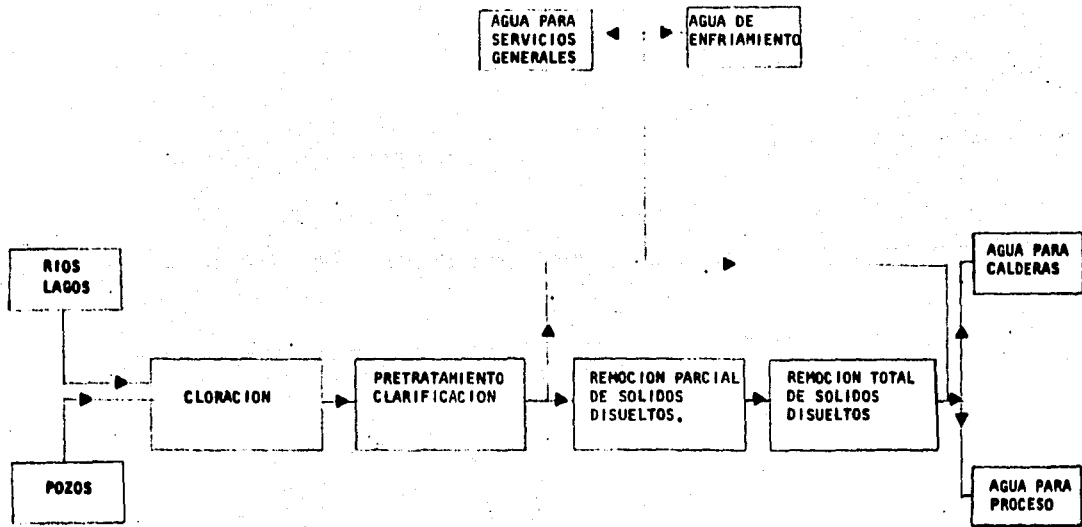 AGUA PARA
SERVICIOS
GENERALES
AGUA DE
ENFRIAMIENTO
RIOS
LAGOS
AGUA PARA
CALDERAS
CLORACION
PRETRATAMIENTO
CLARIFICACION
REMOCION PARCIAL
DE SOLIDOS
DISUELTOS.
REMOCION TOTAL
DE SOLIDOS
DISUELTOS
POZOS
AGUA PARA
PROCESO